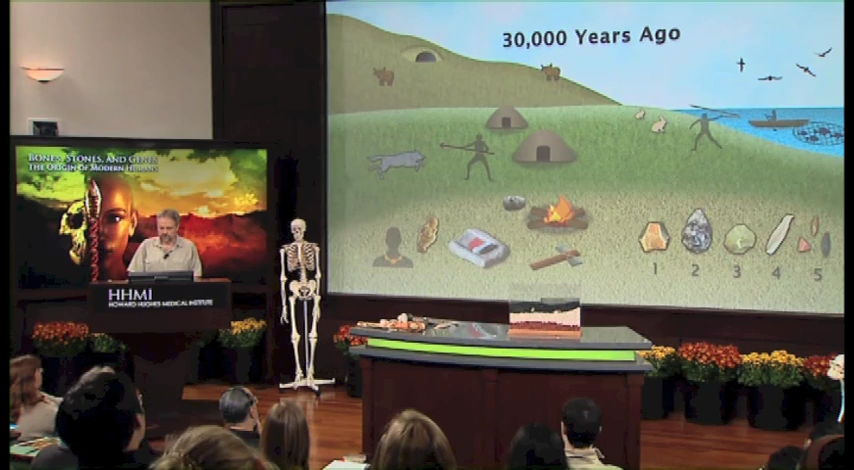 30,000 Years Ago
BONES, STONES, AND GENES
THE ORIGIN OF MODERN HUMANS
1 2 3 4 5
HHMI
HOWARD HUGHES MEDICAL INSTITUTE